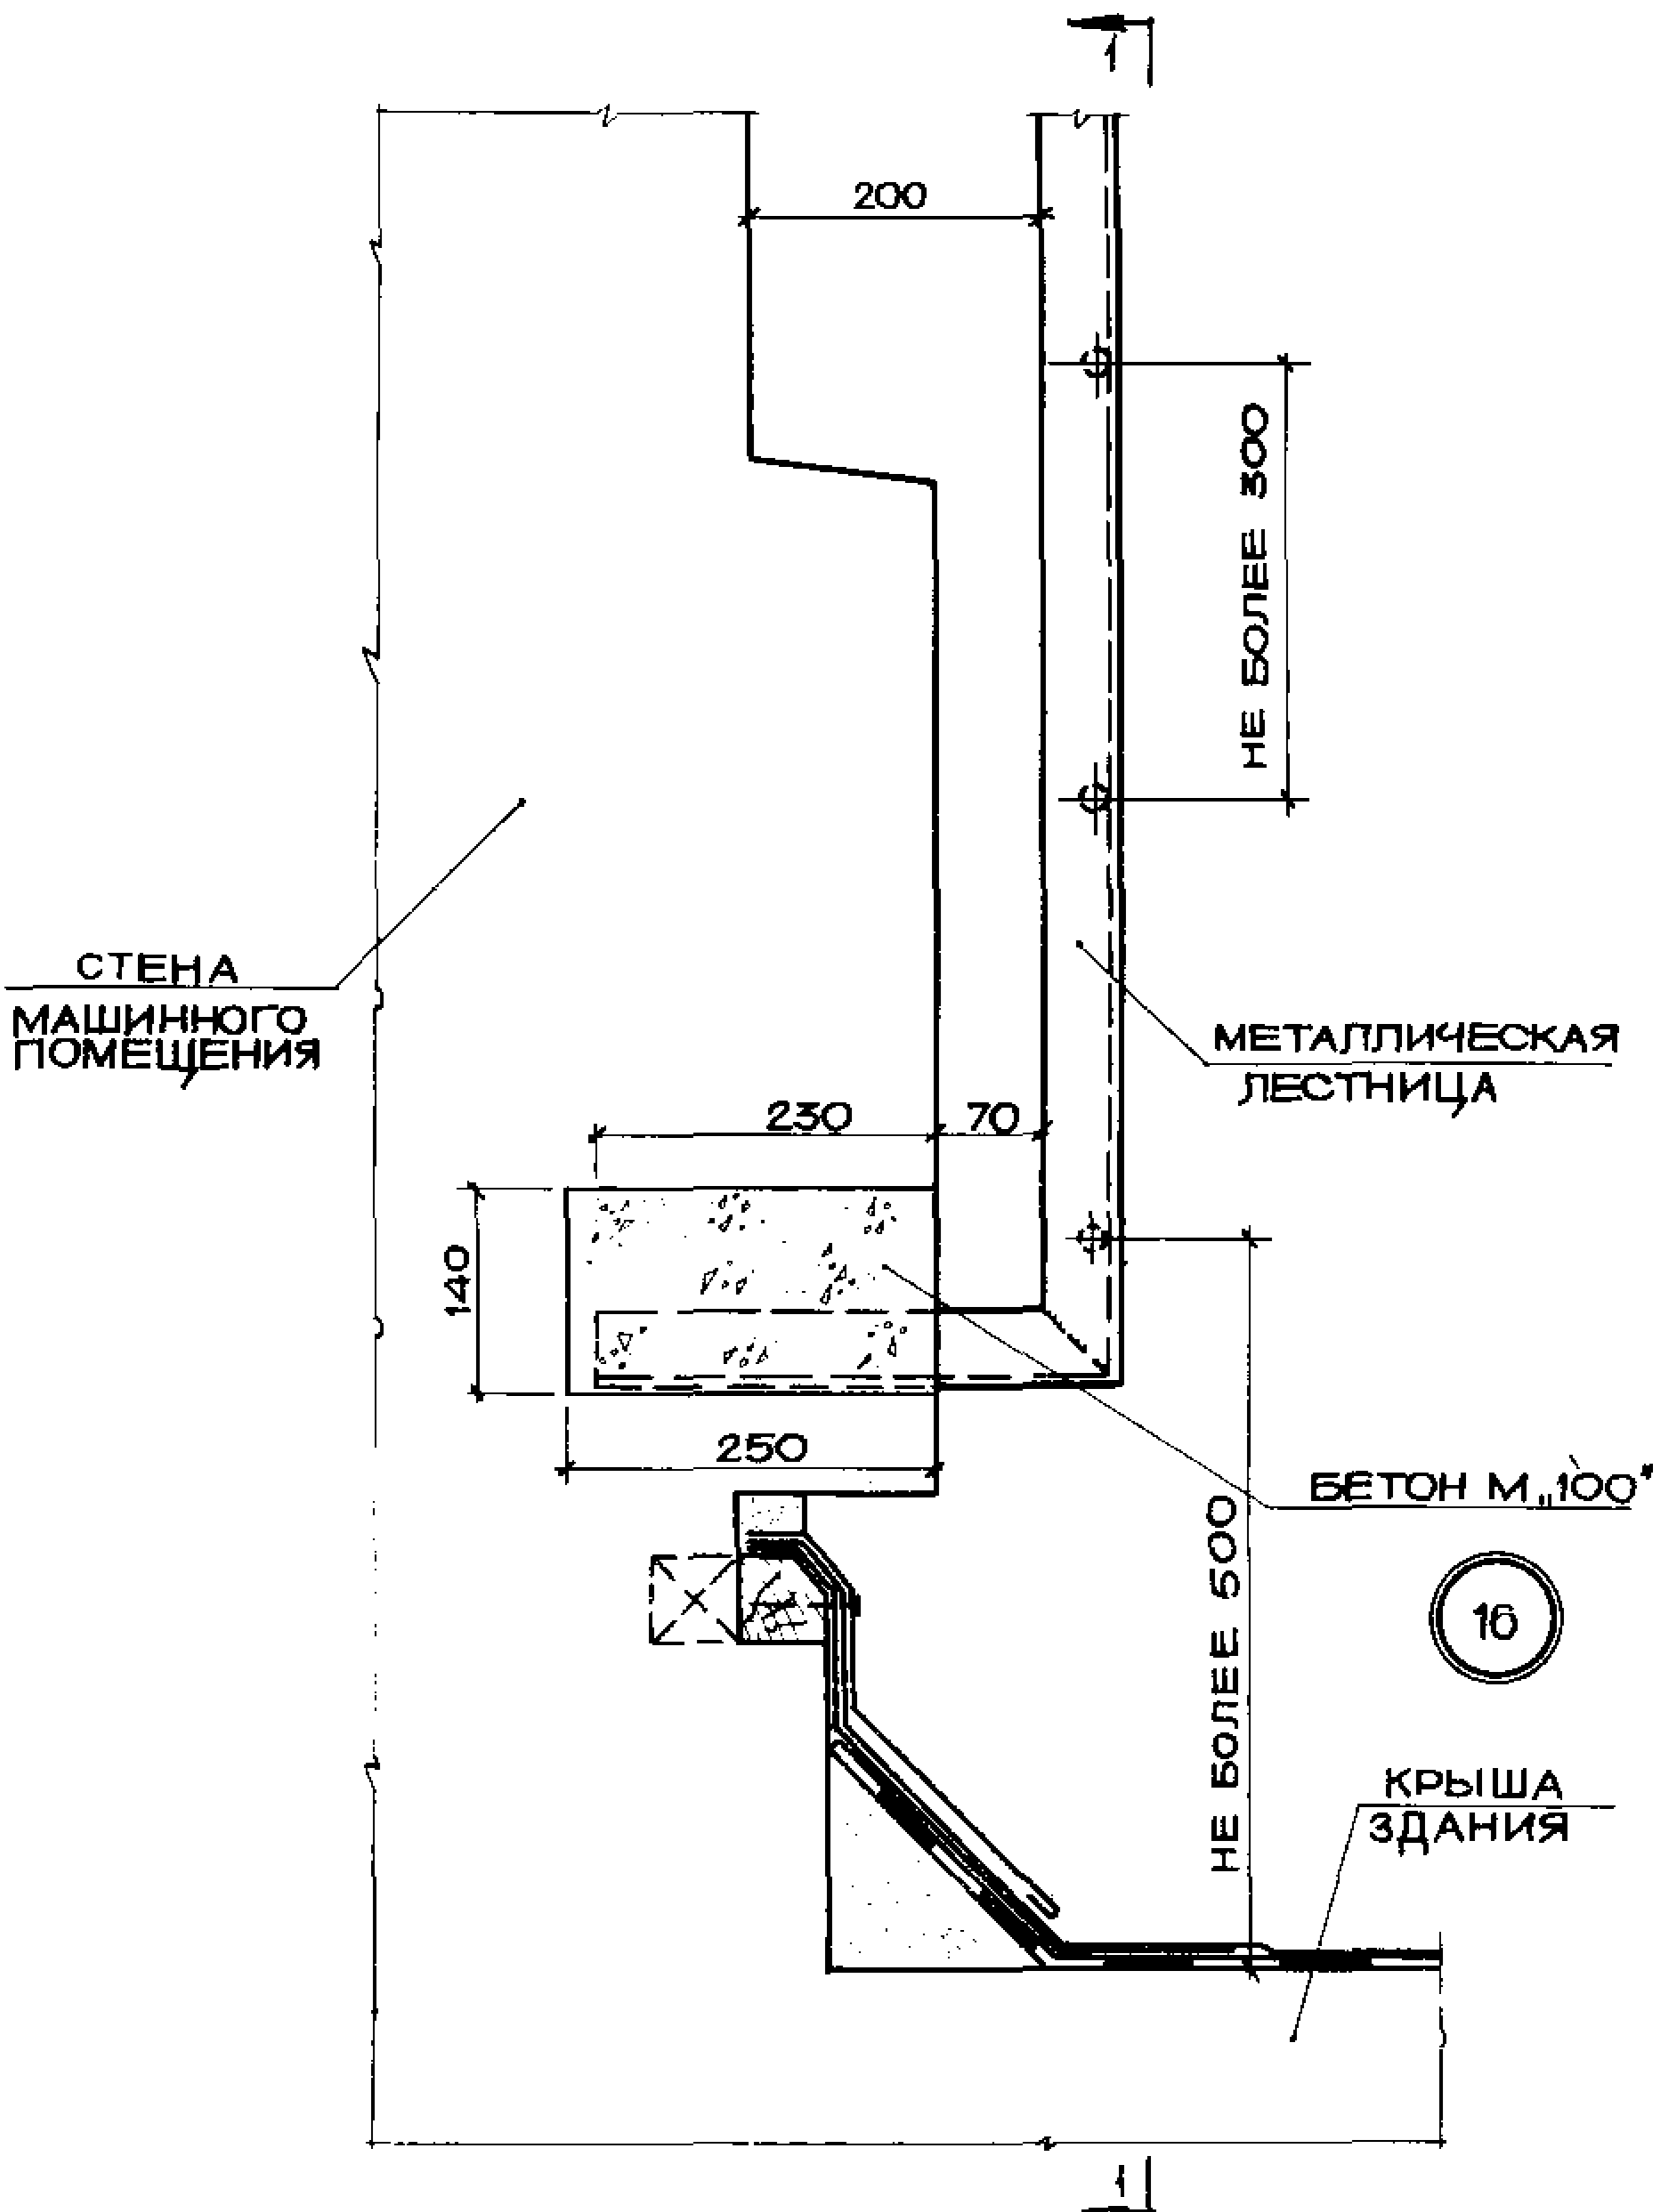 1
200
НЕ БОЛЕЕ 300
СТЕНА
МАШИННОГО
ПОМЕЩЕНИЯ
МЕТАЛЛИЧЕСКАЯ
ЛЕСТНИЦА
230
70
140
250
БЕТОН М „100"
НЕ БОЛЕЕ 500
16
КРЫША
ЗДАНИЯ
1